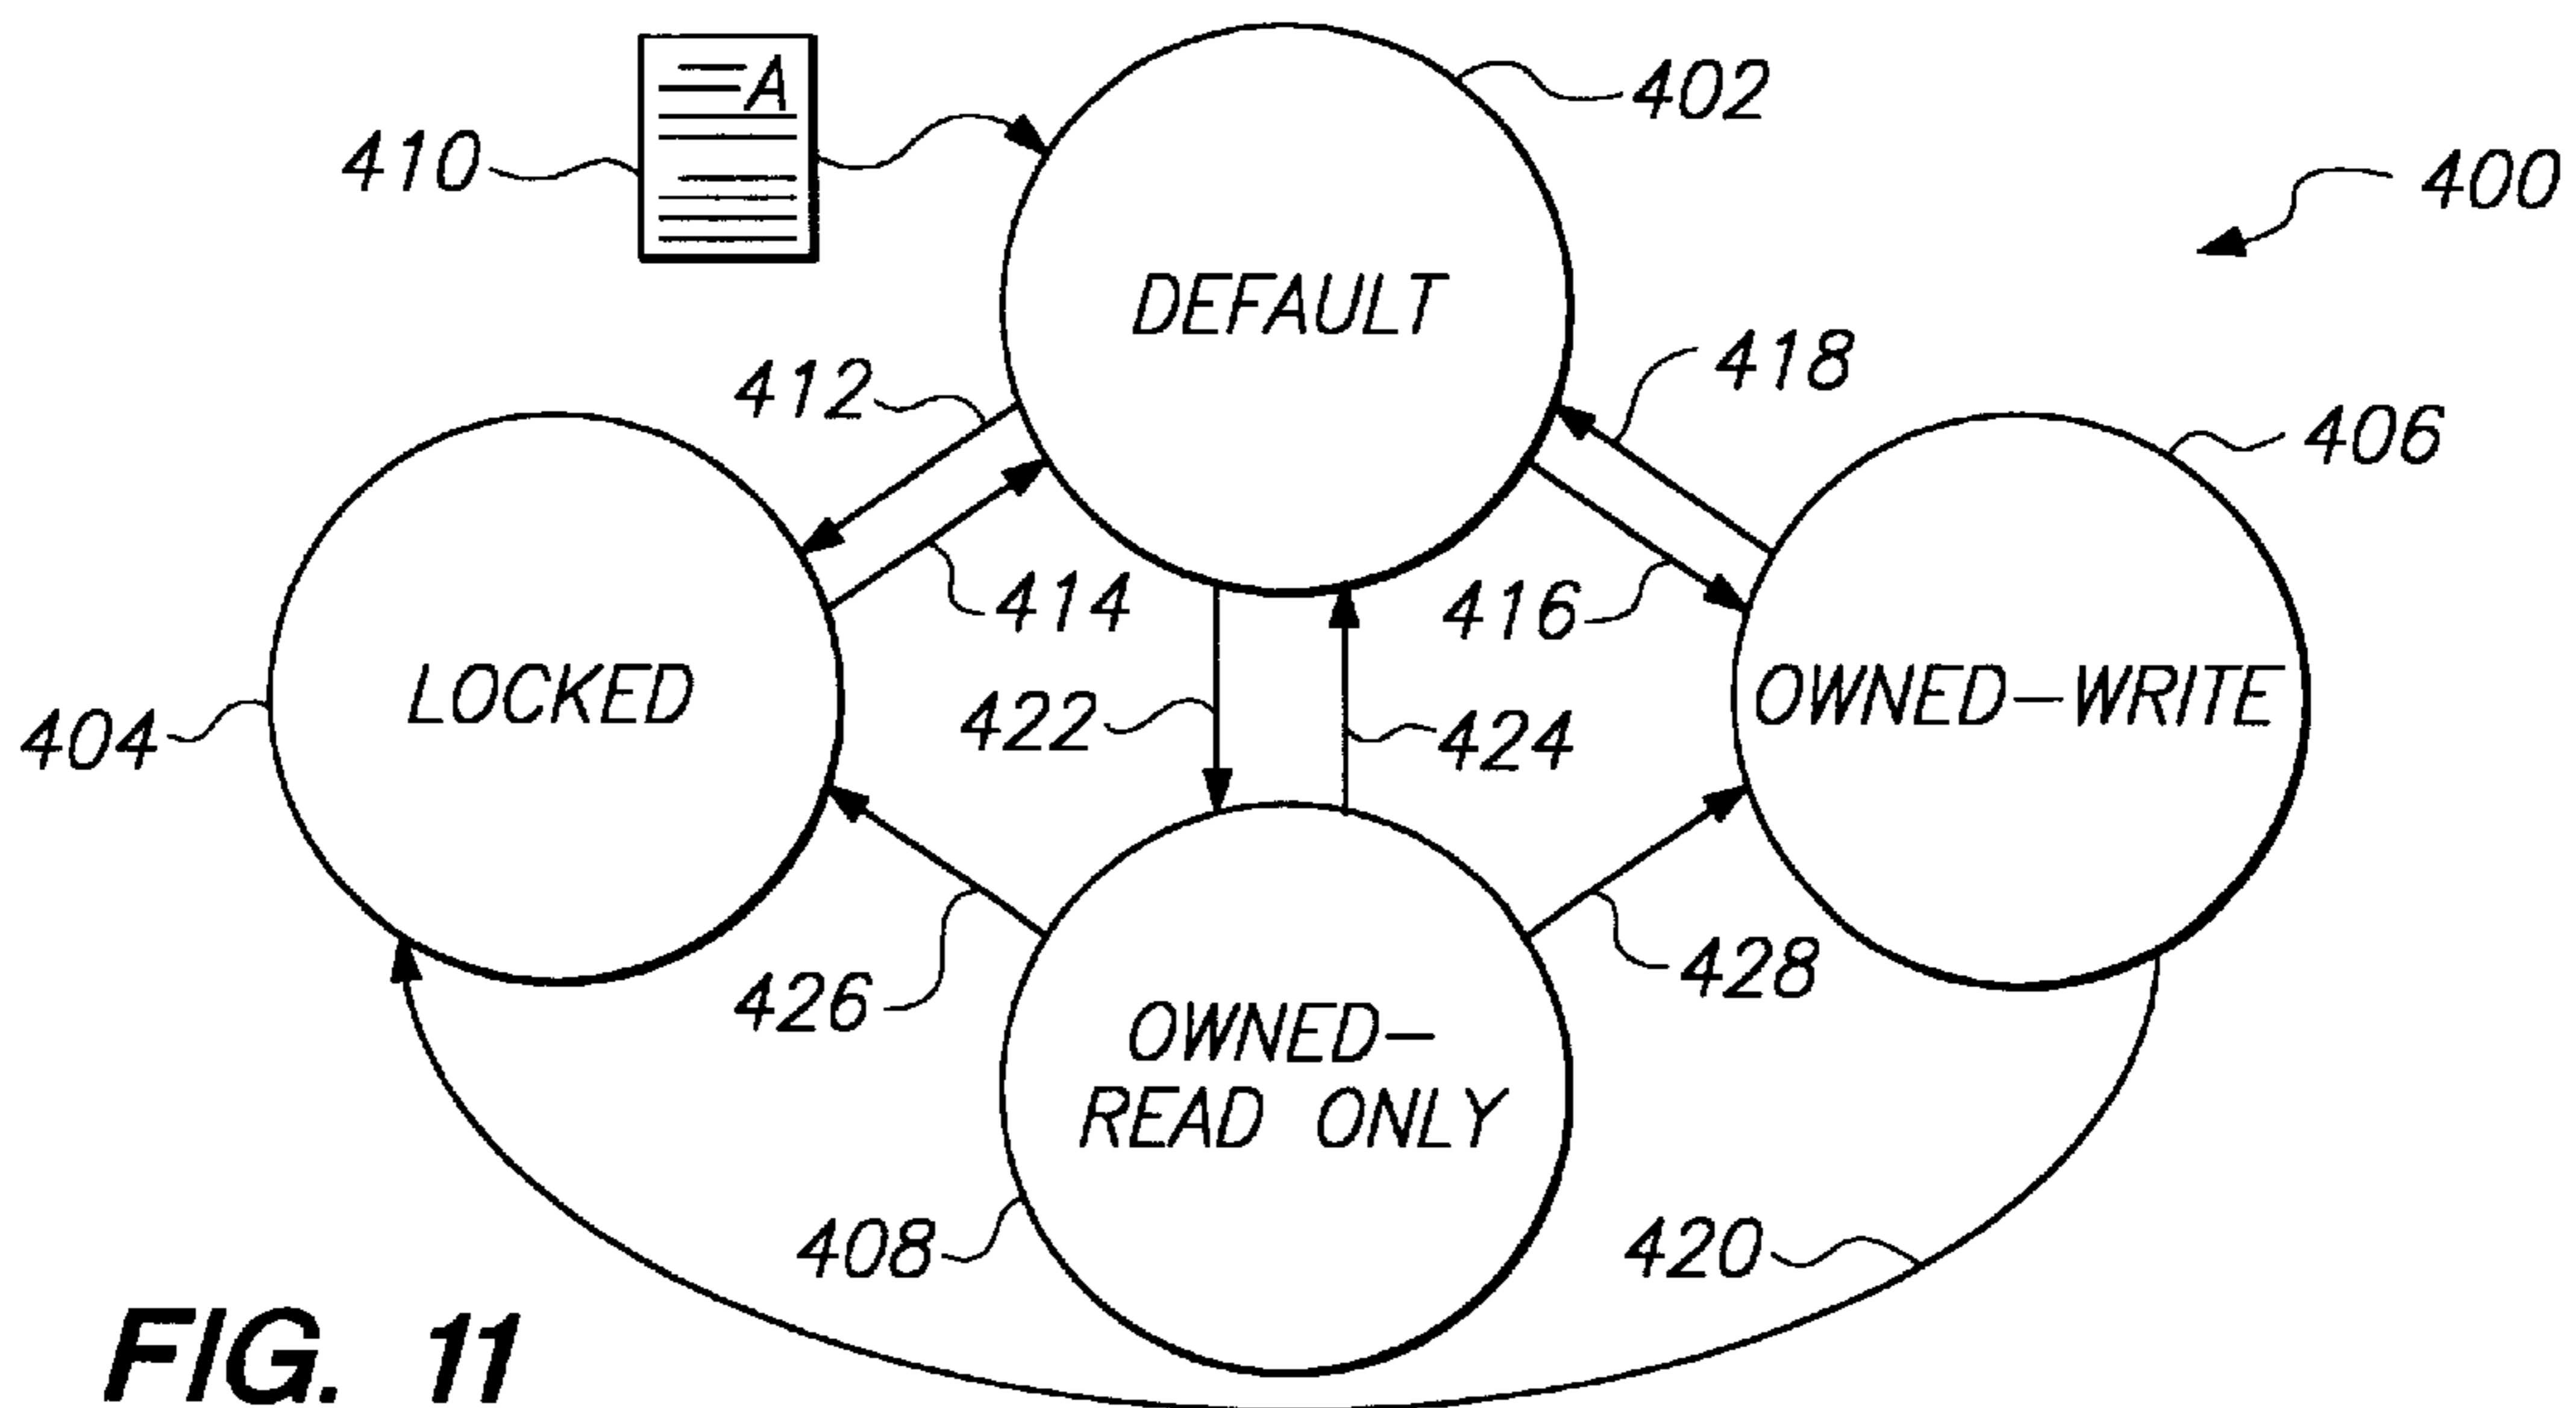 A
402
410
400
DEFAULT
418
412
406
414
416
LOCKED
OWNED-WRITE
404
422
424
426
428
OWNED-
READ ONLY
408
420
FIG. 11